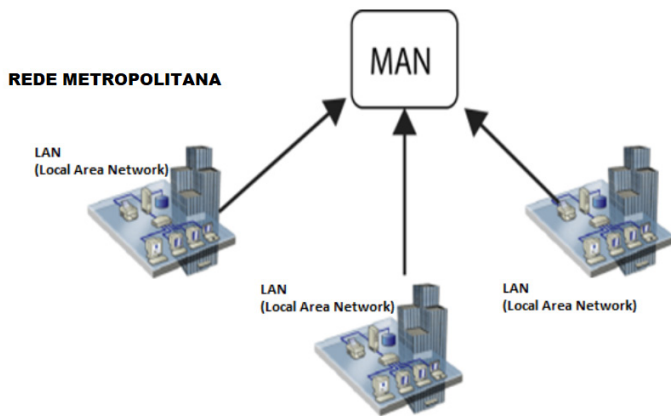 MAN
REDE METROPOLITANA
LAN
(Local Area Network)
LAN
(Local Area Network)
LAN
(Local Area Network)